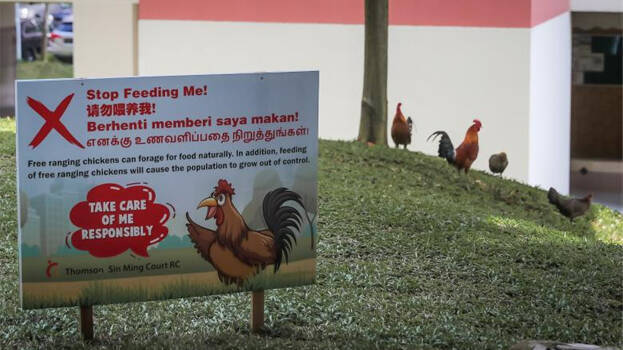 Stop Feeding Me!
请勿喂养我!
Berhenti memberi saya makan!
எனக்கு உணவளிப்பதை நிறுத்துங்கள்!
Free ranging chickens can forage for food naturally. In addition, feeding
of free ranging chickens will cause the population to grow out of control.
TAKE CARE
OF ME
RESPONSIBLY
Thomson Sin Ming Court RC